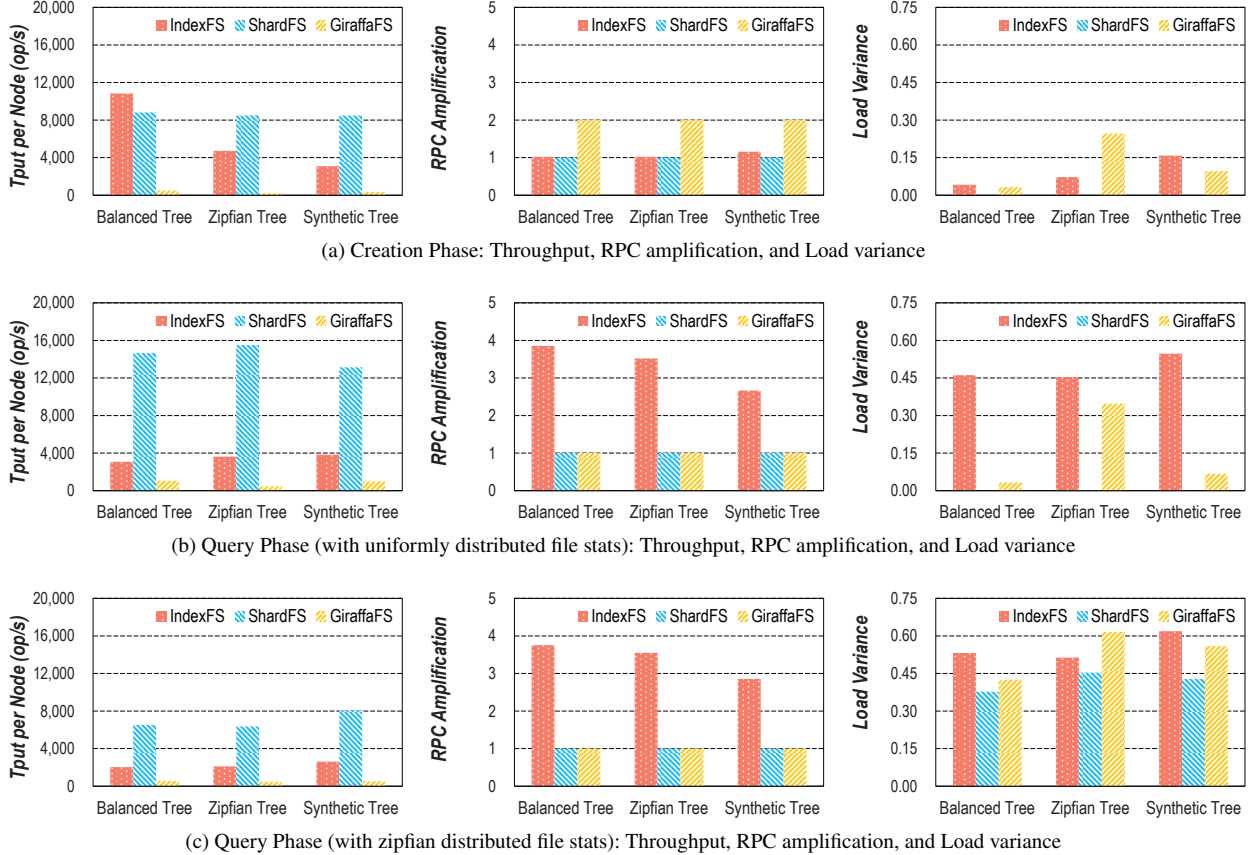 20,000
16,000
12,000
8,000
4,000
0
Tput per Node (op/s)
IndexFS ShardFS GiraffaFS
Balanced Tree Zipfian Tree Synthetic Tree
5
4
3
2
1
0
RPC Amplification
IndexFS ShardFS GiraffaFS
Balanced Tree Zipfian Tree Synthetic Tree
0.75
0.60
0.45
0.30
0.15
0.00
Load Variance
IndexFS ShardFS GiraffaFS
Balanced Tree Zipfian Tree Synthetic Tree
(a) Creation Phase: Throughput, RPC amplification, and Load variance
20,000
16,000
12,000
8,000
4,000
0
Tput per Node (op/s)
IndexFS ShardFS GiraffaFS
Balanced Tree Zipfian Tree Synthetic Tree
5
4
3
2
1
0
RPC Amplification
IndexFS ShardFS GiraffaFS
Balanced Tree Zipfian Tree Synthetic Tree
0.75
0.60
0.45
0.30
0.15
0.00
Load Variance
IndexFS ShardFS GiraffaFS
Balanced Tree Zipfian Tree Synthetic Tree
(b) Query Phase (with uniformly distributed file stats): Throughput, RPC amplification, and Load variance
20,000
16,000
12,000
8,000
4,000
0
Tput per Node (op/s)
IndexFS ShardFS GiraffaFS
Balanced Tree Zipfian Tree Synthetic Tree
5
4
3
2
1
0
RPC Amplification
IndexFS ShardFS GiraffaFS
Balanced Tree Zipfian Tree Synthetic Tree
0.75
0.60
0.45
0.30
0.15
0.00
Load Variance
IndexFS ShardFS GiraffaFS
Balanced Tree Zipfian Tree Synthetic Tree
(c) Query Phase (with zipfian distributed file stats): Throughput, RPC amplification, and Load variance